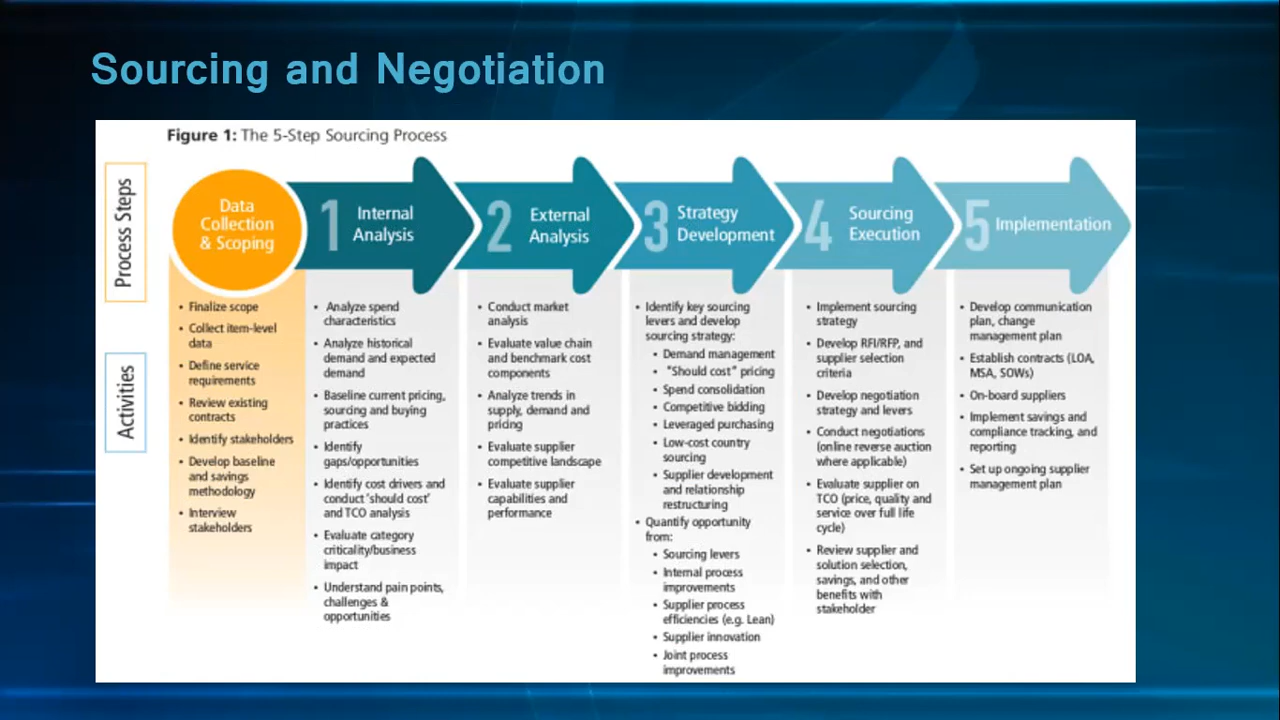 Sourcing and Negotiation
Figure 1: The 5-Step Sourcing Process
Process Steps
Data
Collection
& Scoping
1 Internal
Analysis
2 External
Analysis
3 Strategy
Development
4 Sourcing
Execution
5 Implementation
Activities
• Finalize scope
• Collect item-level
data
• Define service
requirements
• Review existing
contracts
• Identify stakeholders
• Develop baseline
and savings
methodology
• Interview
stakeholders
• Analyze spend
characteristics
• Analyze historical
demand and expected
demand
• Baseline current pricing,
sourcing and buying
practices
• Identify
gaps/opportunities
• Identify cost drivers and
conduct 'should cost'
and TCO analysis
• Evaluate category
criticality/business
impact
• Understand pain points,
challenges &
opportunities
• Conduct market
analysis
• Evaluate value chain
and benchmark cost
components
• Analyze trends in
supply, demand and
pricing
• Evaluate supplier
competitive landscape
• Evaluate supplier
capabilities and
performance
• Identify key sourcing
levers and develop
sourcing strategy:
• Demand management
• "Should cost" pricing
• Spend consolidation
• Competitive bidding
• Leveraged purchasing
• Low-cost country
sourcing
• Supplier development
and relationship
restructuring
• Quantify opportunity
from:
• Sourcing levers
• Internal process
improvements
• Supplier process
efficiencies (e.g. Lean)
• Supplier innovation
• Joint process
improvements
• Implement sourcing
strategy
• Develop RFI/RFP, and
supplier selection
criteria
• Develop negotiation
strategy and levers
• Conduct negotiations
(online reverse auction
where applicable)
• Evaluate supplier on
TCO (price, quality and
service over full life
cycle)
• Review supplier and
solution selection,
savings, and other
benefits with
stakeholder
• Develop communication
plan, change
management plan
• Establish contracts (LOA,
MSA, SOWs)
• On-board suppliers
• Implement savings and
compliance tracking, and
reporting
• Set up ongoing supplier
management plan